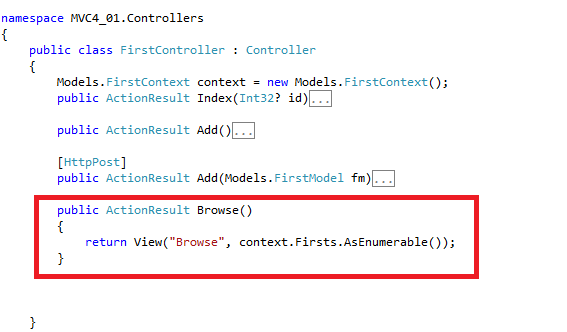 namespace MVC4_01.Controllers
{
public class FirstController : Controller
{
Models.FirstContext context = new Models.FirstContext();
public ActionResult Index(Int32? id)...
public ActionResult Add()...
[HttpPost]
public ActionResult Add(Models.FirstModel fm)...
public ActionResult Browse()
{
return View("Browse", context.Firsts.AsEnumerable());
}
}